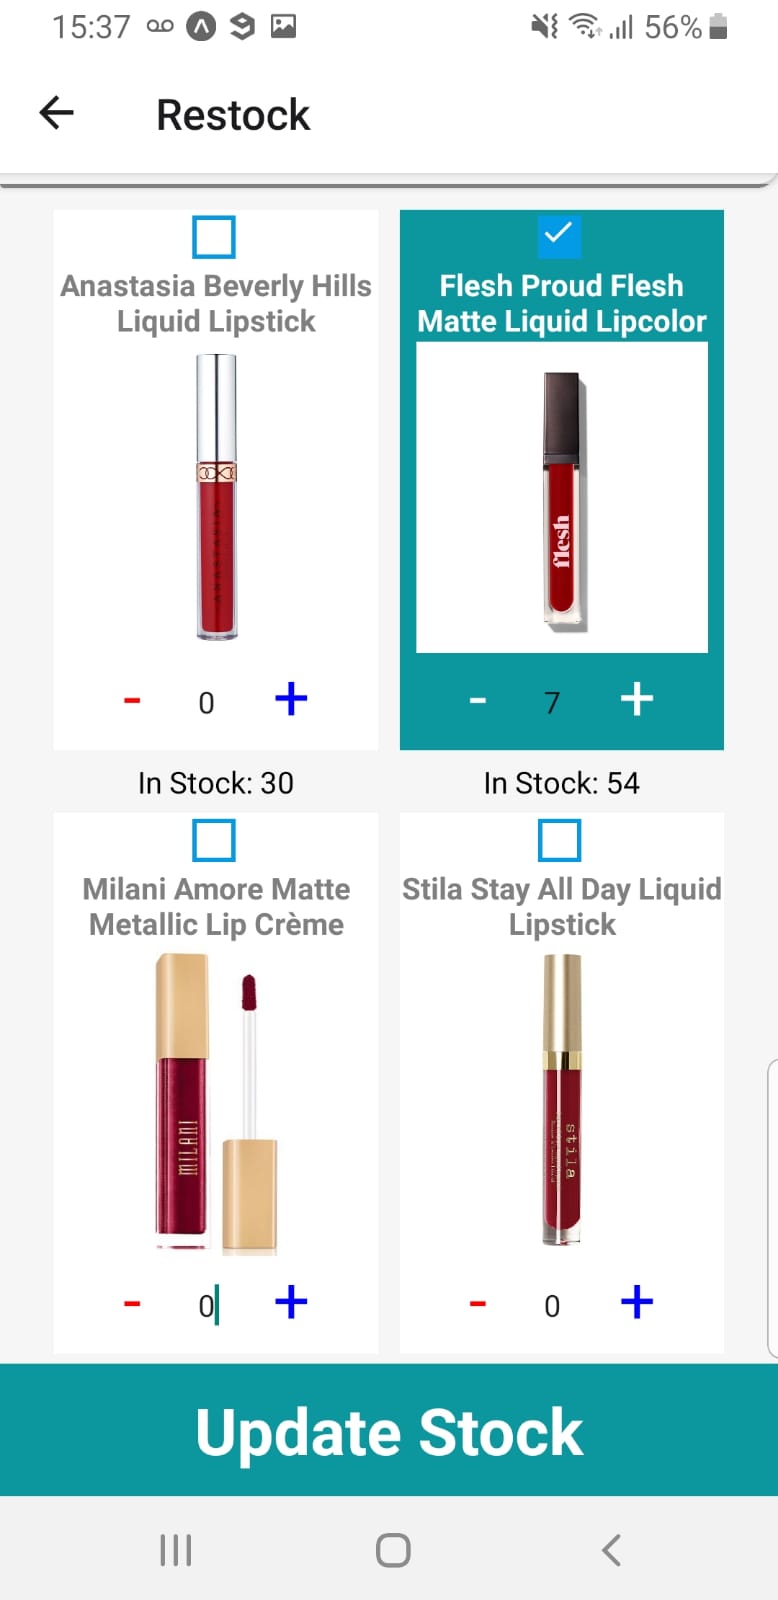 15:37
56%
Restock
Anastasia Beverly Hills
Liquid Lipstick
ANASTASIA
- 0 +
In Stock: 30
Flesh Proud Flesh
Matte Liquid Lipcolor
flesh
- 7 +
In Stock: 54
Milani Amore Matte
Metallic Lip Crème
MILANI
- 0 +
Stila Stay All Day Liquid
Lipstick
stila
- 0 +
Update Stock